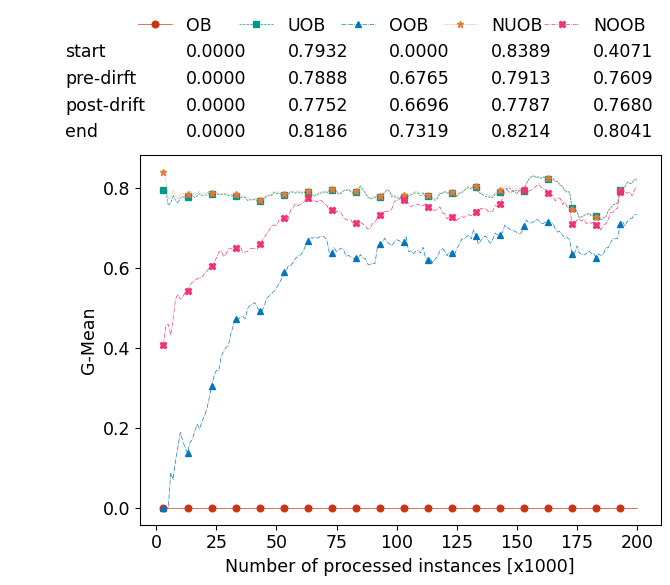 OB UOB OOB NUOB NOOB
start 0.0000 0.7932 0.0000 0.8389 0.4071
pre-dirft 0.0000 0.7888 0.6765 0.7913 0.7609
post-drift 0.0000 0.7752 0.6696 0.7787 0.7680
end 0.0000 0.8186 0.7319 0.8214 0.8041
0.8
0.6
0.4
0.2
0.0
G-Mean
0 25 50 75 100 125 150 175 200
Number of processed instances [x1000]